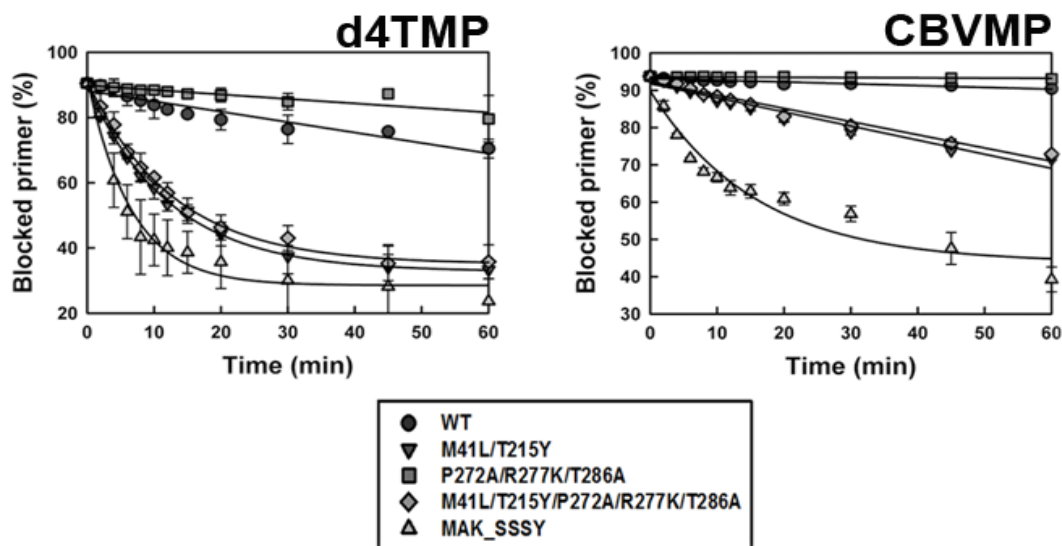 d4TMP
CBVMP
Blocked primer (%)
100
80
60
40
20
0
10
20
30
40
50
60
Time (min)
Blocked primer (%)
100
90
80
70
60
50
40
30
0
10
20
30
40
50
60
Time (min)
WT
M41L/T215Y
P272A/R277K/T286A
M41L/T215Y/P272A/R277K/T286A
MAK_SSSY